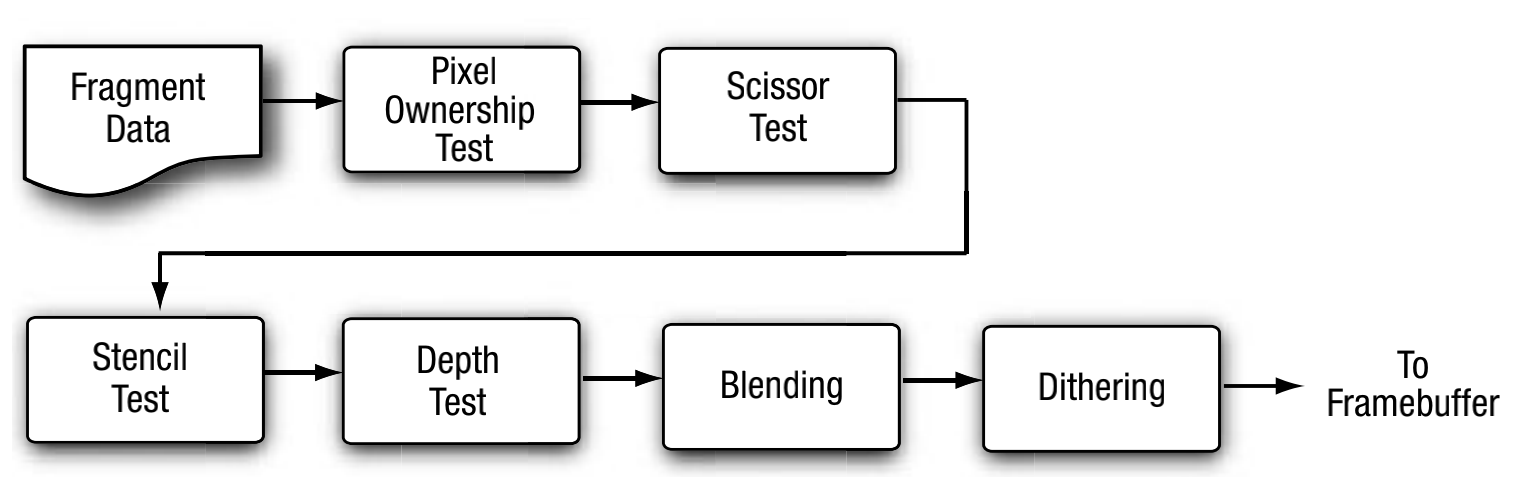 Fragment
Data
Pixel
Ownership
Test
Scissor
Test
Stencil
Test
Depth
Test
Blending
Dithering
To
Framebuffer